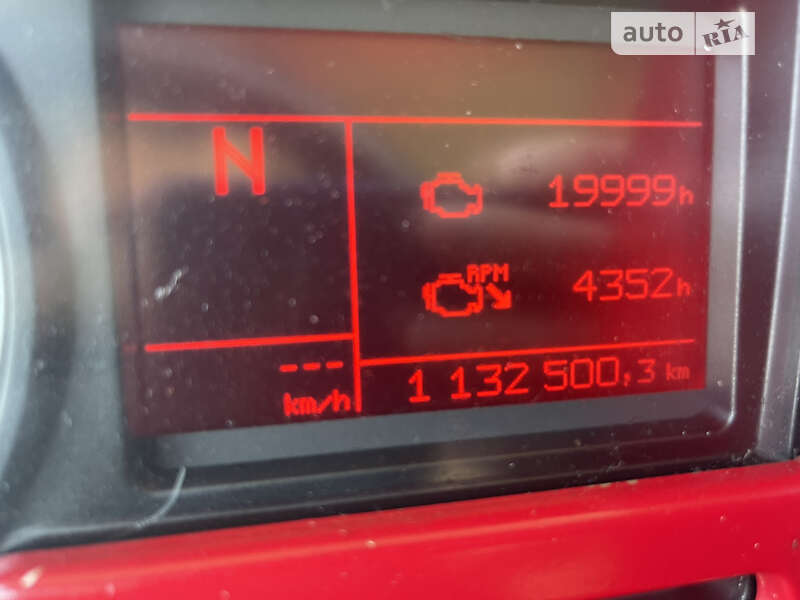 auto RIA
N
19999h
RPM
4352h
---
km/h
1 132 500,3 km